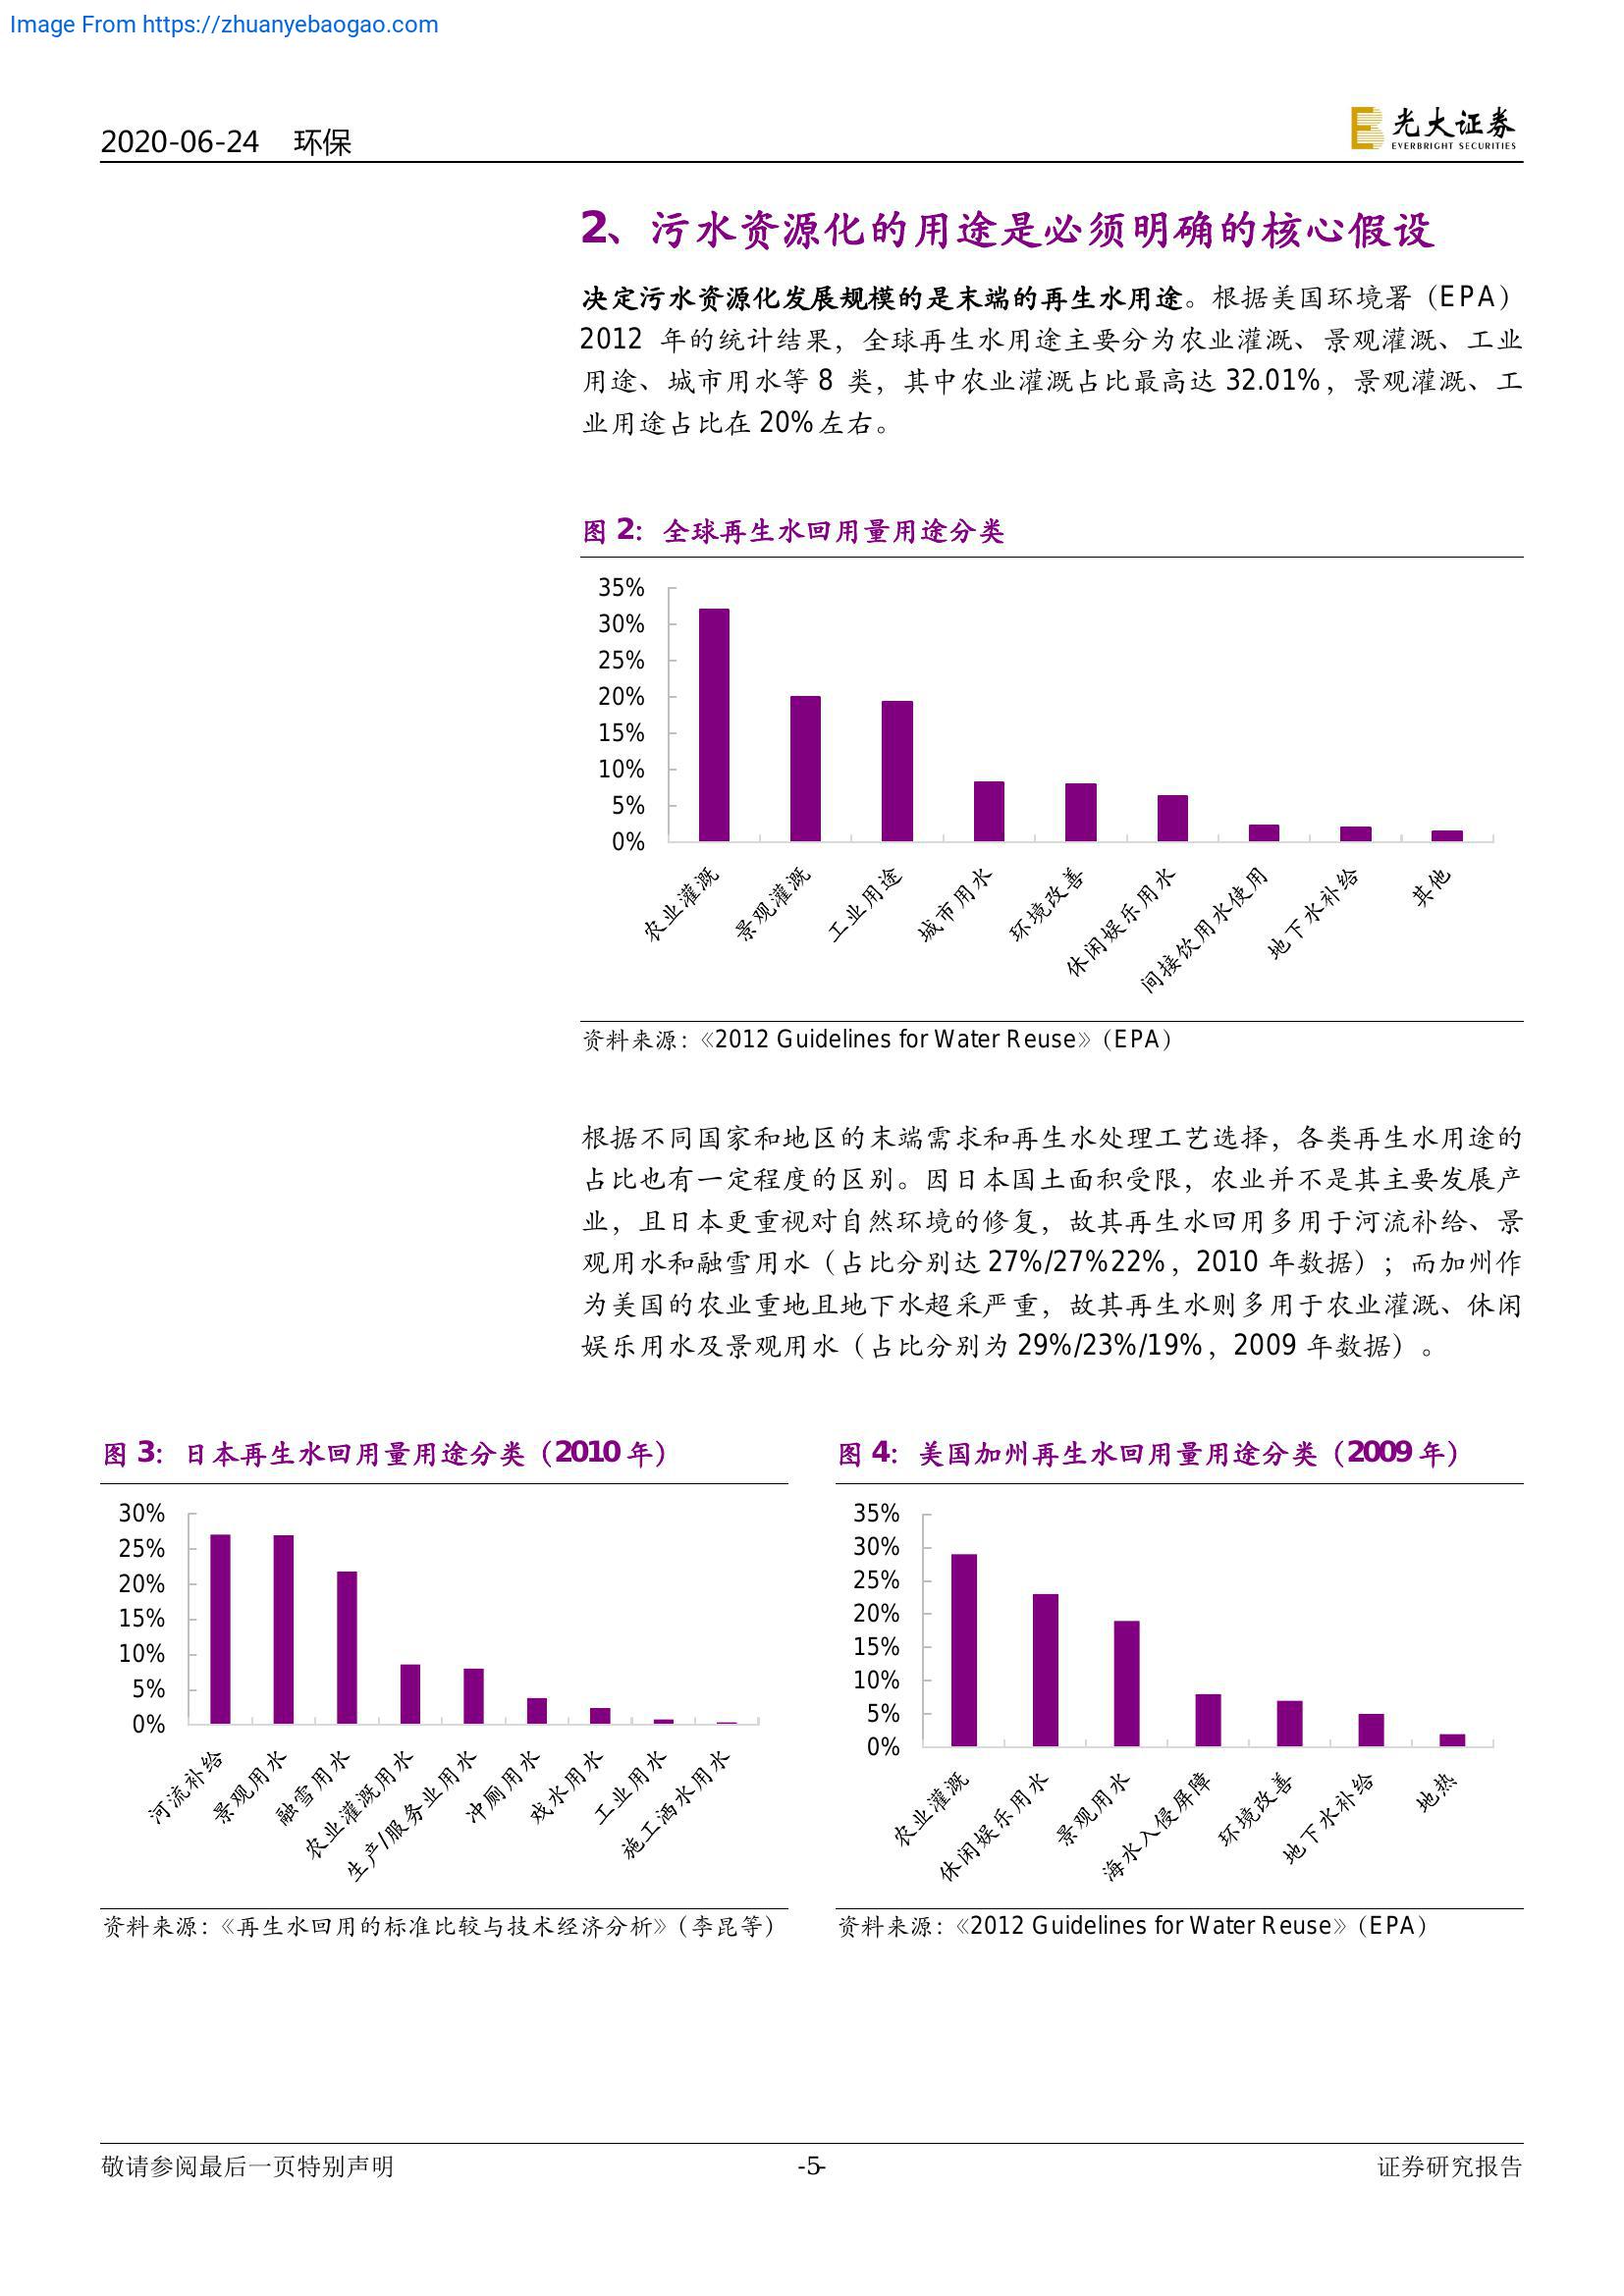 Image From https://zhuanyebaogao.com
2020-06-24 环保
光大证券
EVERBRIGHT SECURITIES
2、污水资源化的用途是必须明确的核心假设
决定污水资源化发展规模的是末端的再生水用途。根据美国环境署（EPA）
2012 年的统计结果，全球再生水用途主要分为农业灌溉、景观灌溉、工业
用途、城市用水等 8 类，其中农业灌溉占比最高达 32.01%，景观灌溉、工
业用途占比在 20%左右。
图 2：全球再生水回用量用途分类
35%
30%
25%
20%
15%
10%
5%
0%
农业灌溉
景观灌溉
工业用途
城市用水
环境改善
休闲娱乐用水
间接饮用水使用
地下水补给
其他
资料来源：《2012 Guidelines for Water Reuse》（EPA）
根据不同国家和地区的末端需求和再生水处理工艺选择，各类再生水用途的
占比也有一定程度的区别。因日本国土面积受限，农业并不是其主要发展产
业，且日本更重视对自然环境的修复，故其再生水回用多用于河流补给、景
观用水和融雪用水（占比分别达 27%/27%22%，2010 年数据）；而加州作
为美国的农业重地且地下水超采严重，故其再生水则多用于农业灌溉、休闲
娱乐用水及景观用水（占比分别为 29%/23%/19%，2009 年数据）。
图 3：日本再生水回用量用途分类（2010 年）
30%
25%
20%
15%
10%
5%
0%
河流补给
景观用水
融雪用水
农业灌溉用水
生产/服务业用水
冲厕用水
戏水用水
工业用水
施工洒水用水
资料来源：《再生水回用的标准比较与技术经济分析》（李昆等）
图 4：美国加州再生水回用量用途分类（2009 年）
35%
30%
25%
20%
15%
10%
5%
0%
农业灌溉
休闲娱乐用水
景观用水
海水入侵屏障
环境改善
地下水补给
地热
资料来源：《2012 Guidelines for Water Reuse》（EPA）
敬请参阅最后一页特别声明
-5-
证券研究报告